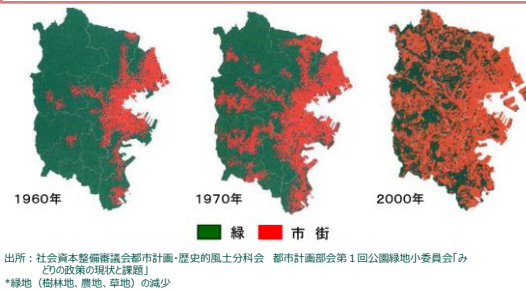 1960年
1970年
2000年
緑 市街
出所：社会資本整備審議会都市計画・歴史的風土分科会 都市計画部会第１回公園緑地小委員会「み
どりの政策の現状と課題」
*緑地（樹林地、農地、草地）の減少